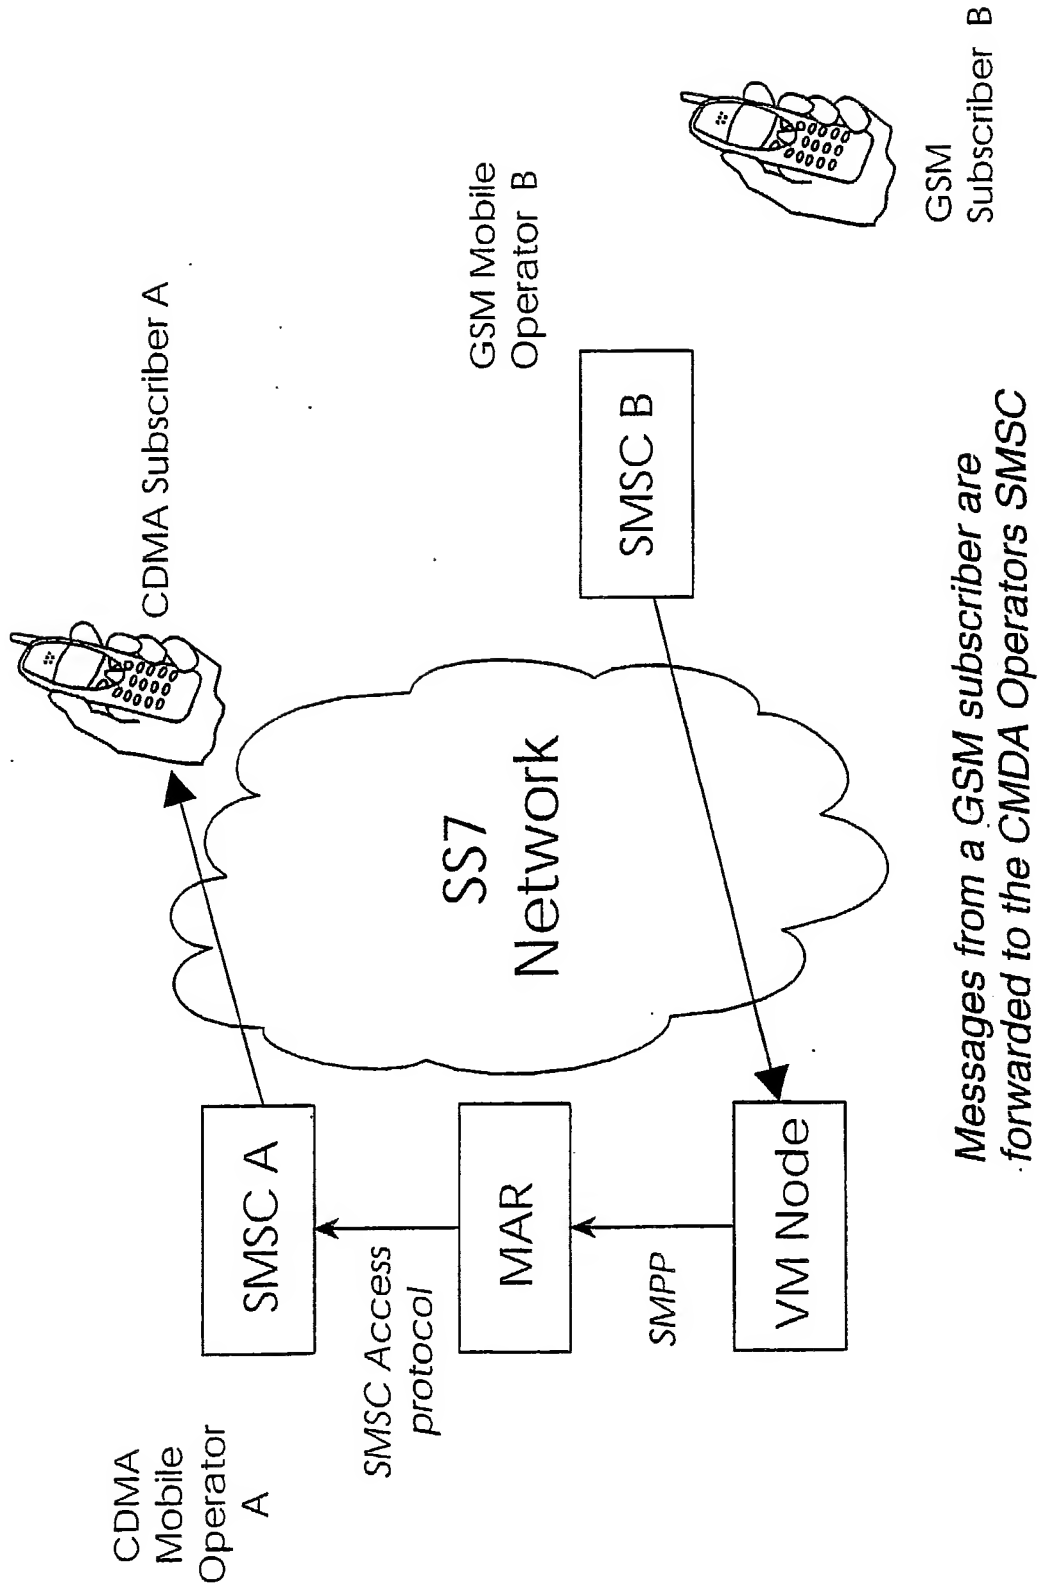 CDMA
Mobile
Operator
A
CDMA Subscriber A
SMSC A
SMSC Access
protocol
MAR
SMPP
VM Node
SS7
Network
GSM Mobile
Operator B
SMSC B
GSM
Subscriber B
Messages from a GSM subscriber are
forwarded to the CMDA Operators SMSC